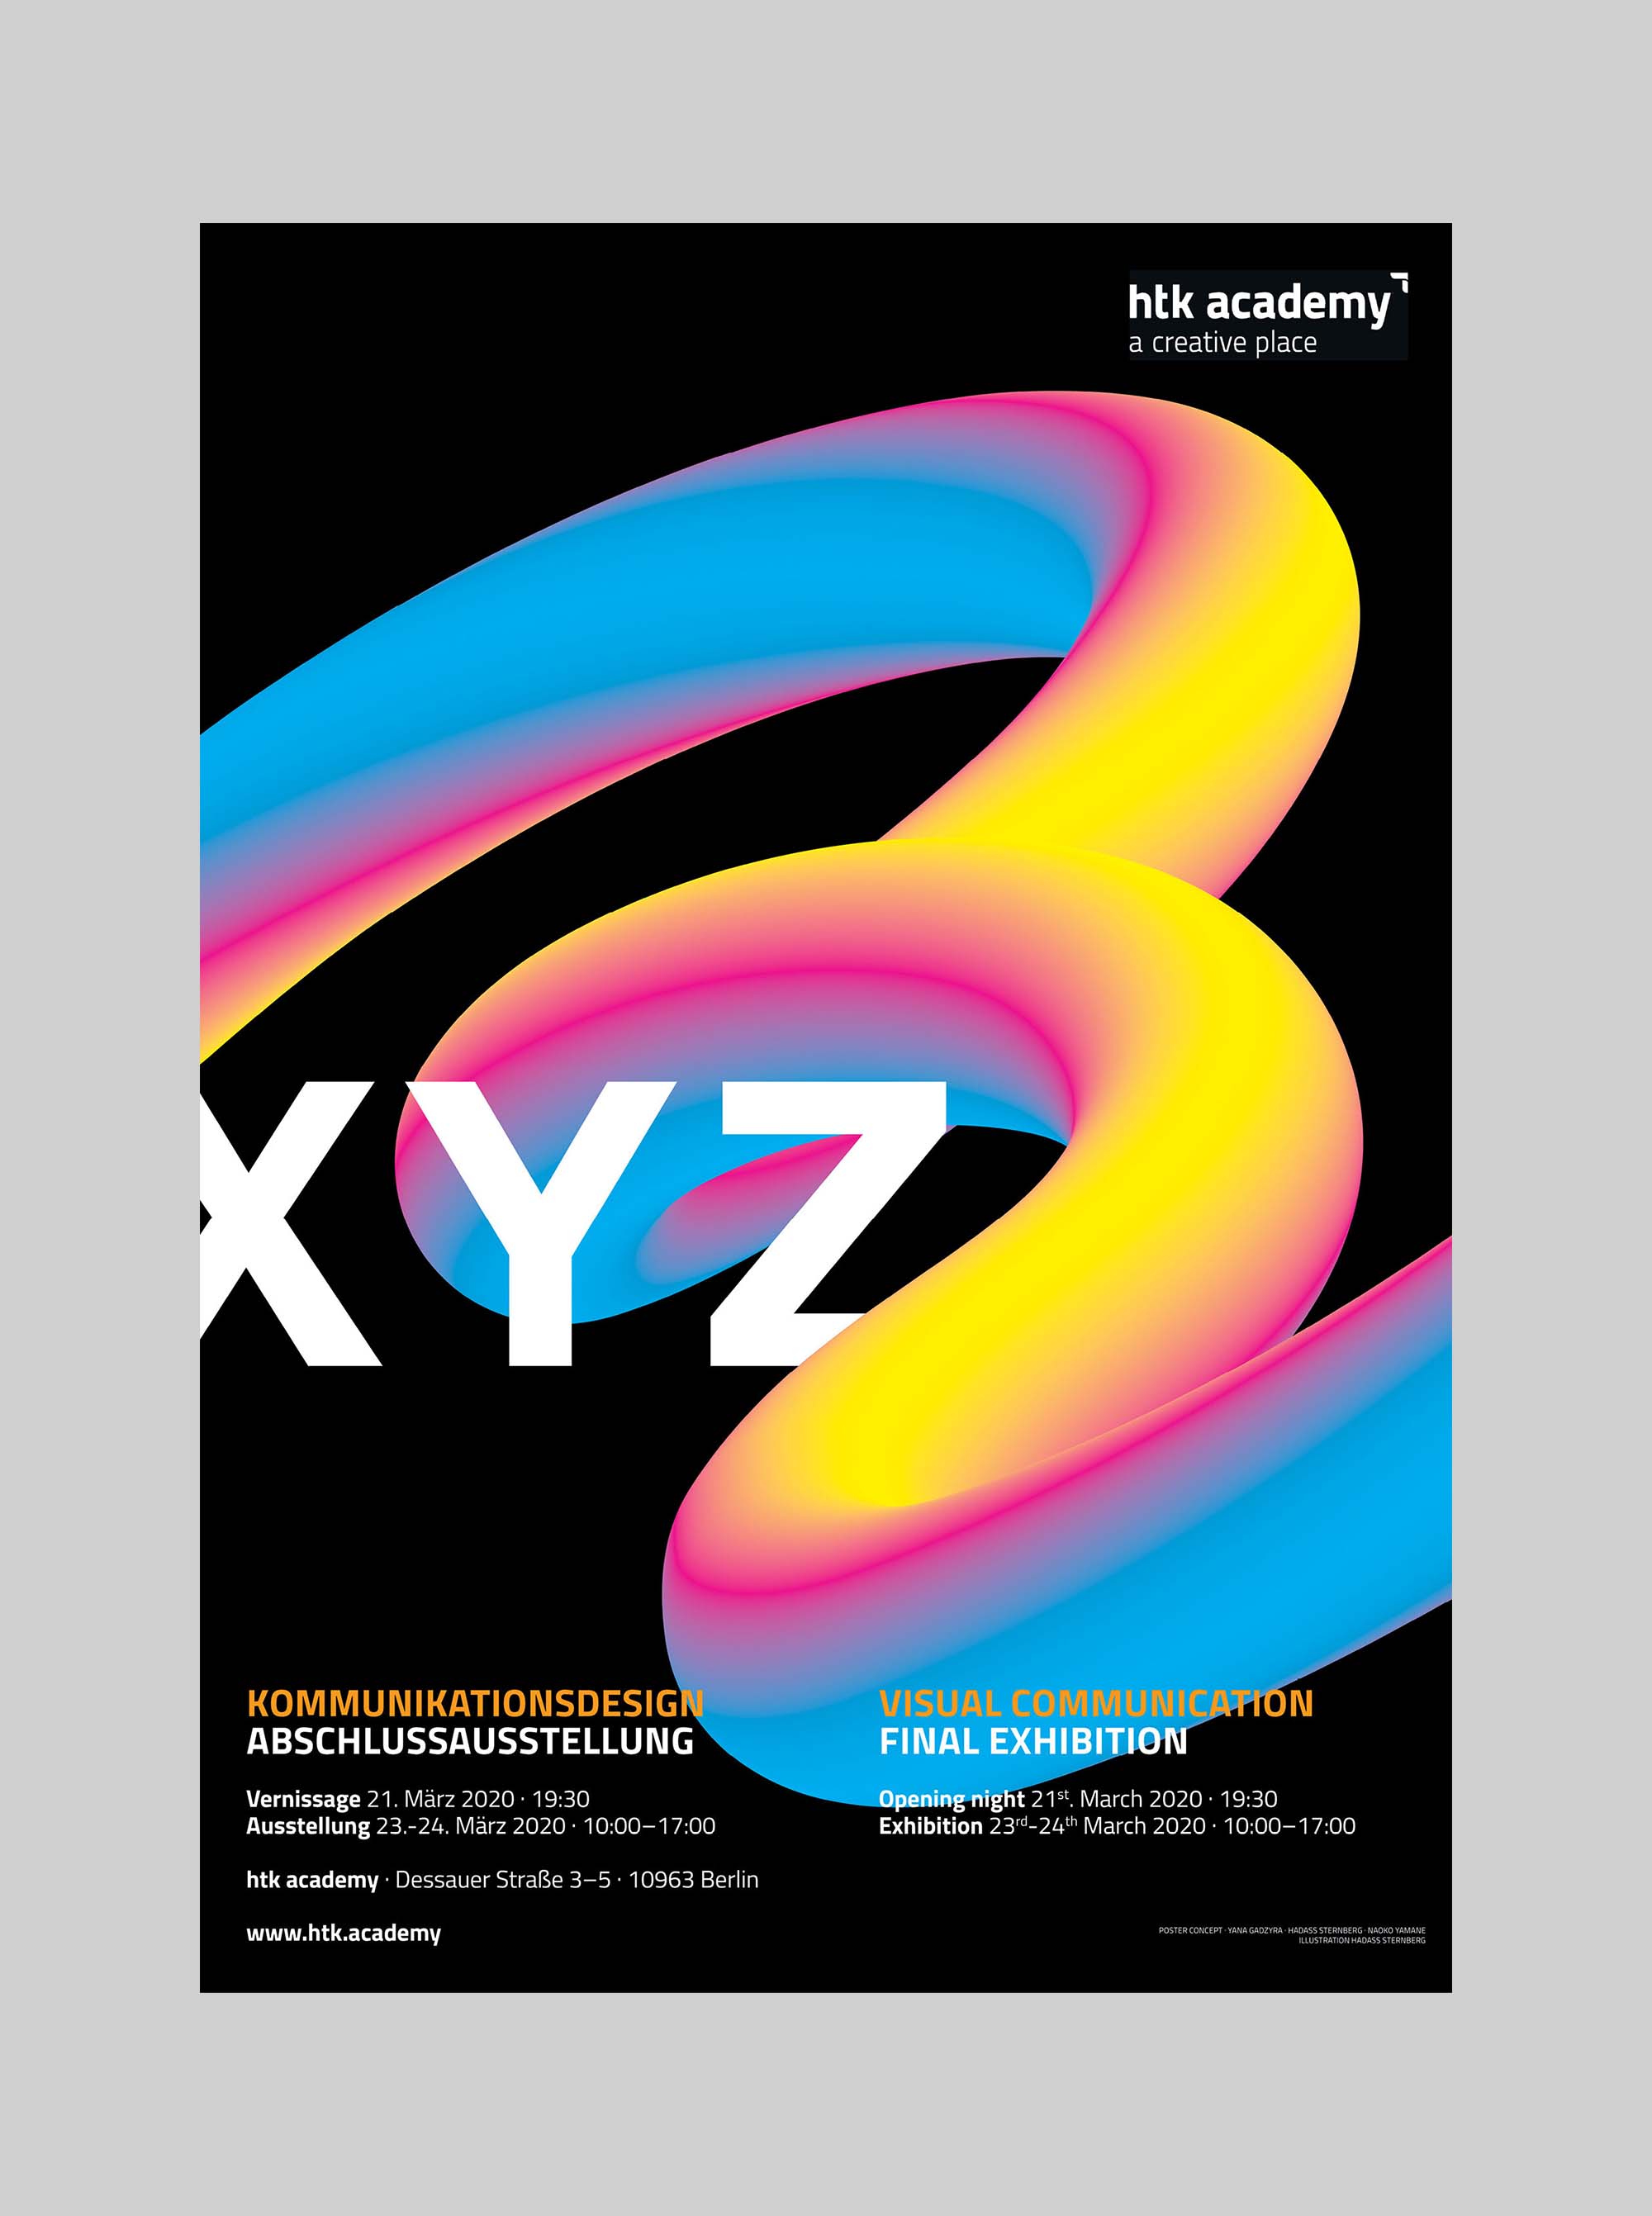 htk academy
a creative place
XYZ
KOMMUNIKATIONSDESIGN
ABSCHLUSSAUSSTELLUNG
Vernissage 21. März 2020 · 19:30
Ausstellung 23.-24. März 2020 · 10:00–17:00
htk academy · Dessauer Straße 3–5 · 10963 Berlin
www.htk.academy
VISUAL COMMUNICATION
FINAL EXHIBITION
Opening night 21st. March 2020 · 19:30
Exhibition 23rd-24th March 2020 · 10:00–17:00
POSTER CONCEPT · YANA GADZYRA · HADASS STERNBERG · NAOKO YAMANE
ILLUSTRATION HADASS STERNBERG